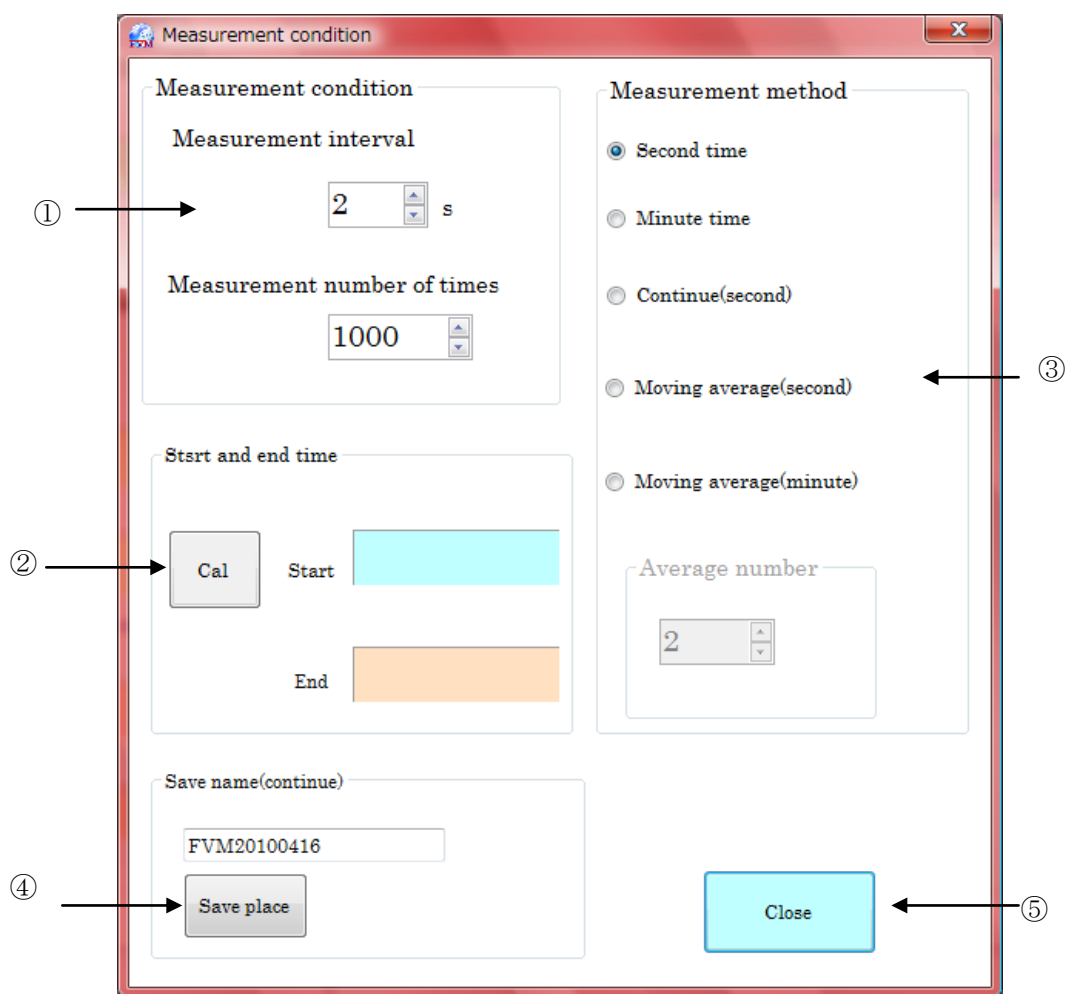 Measurement condition
Measurement condition
Measurement interval
① 2 s
Measurement number of times
1000
Stsrt and end time
② Cal Start
End
Save name(continue)
FVM20100416
④ Save place
Measurement method
Second time
Minute time
Continue(second)
③
Moving average(second)
Moving average(minute)
Average number
2
Close ⑤